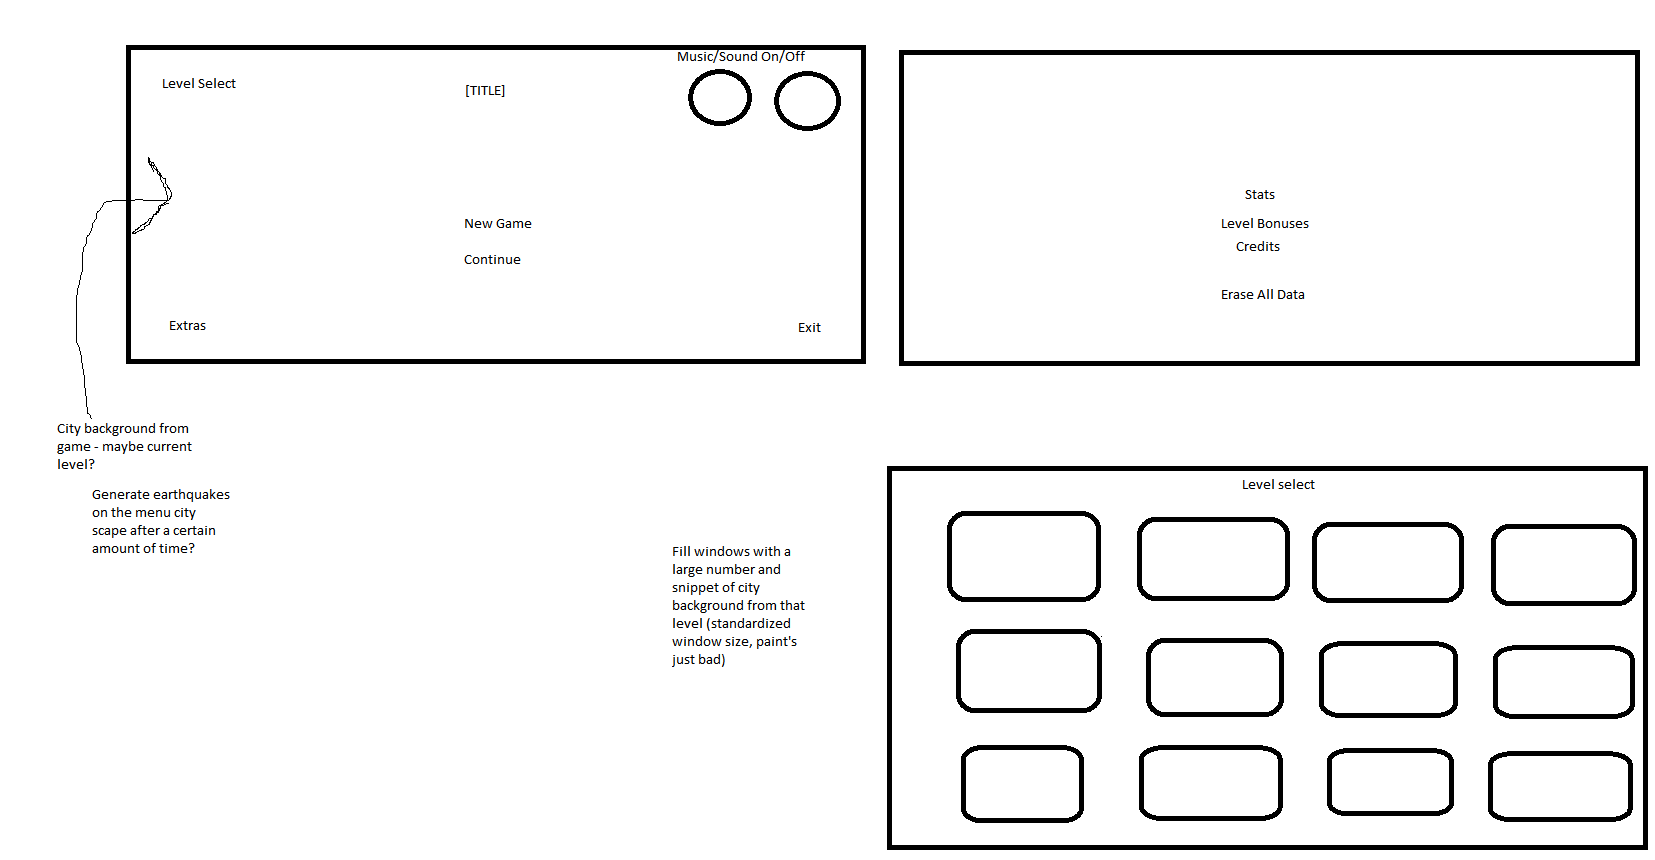 Music/Sound On/Off
Level Select
[TITLE]
New Game
Continue
Extras
Exit
Stats
Level Bonuses
Credits
Erase All Data
City background from
game - maybe current
level?
Generate earthquakes
on the menu city
scape after a certain
amount of time?
Fill windows with a
large number and
snippet of city
background from that
level (standardized
window size, paint's
just bad)
Level select